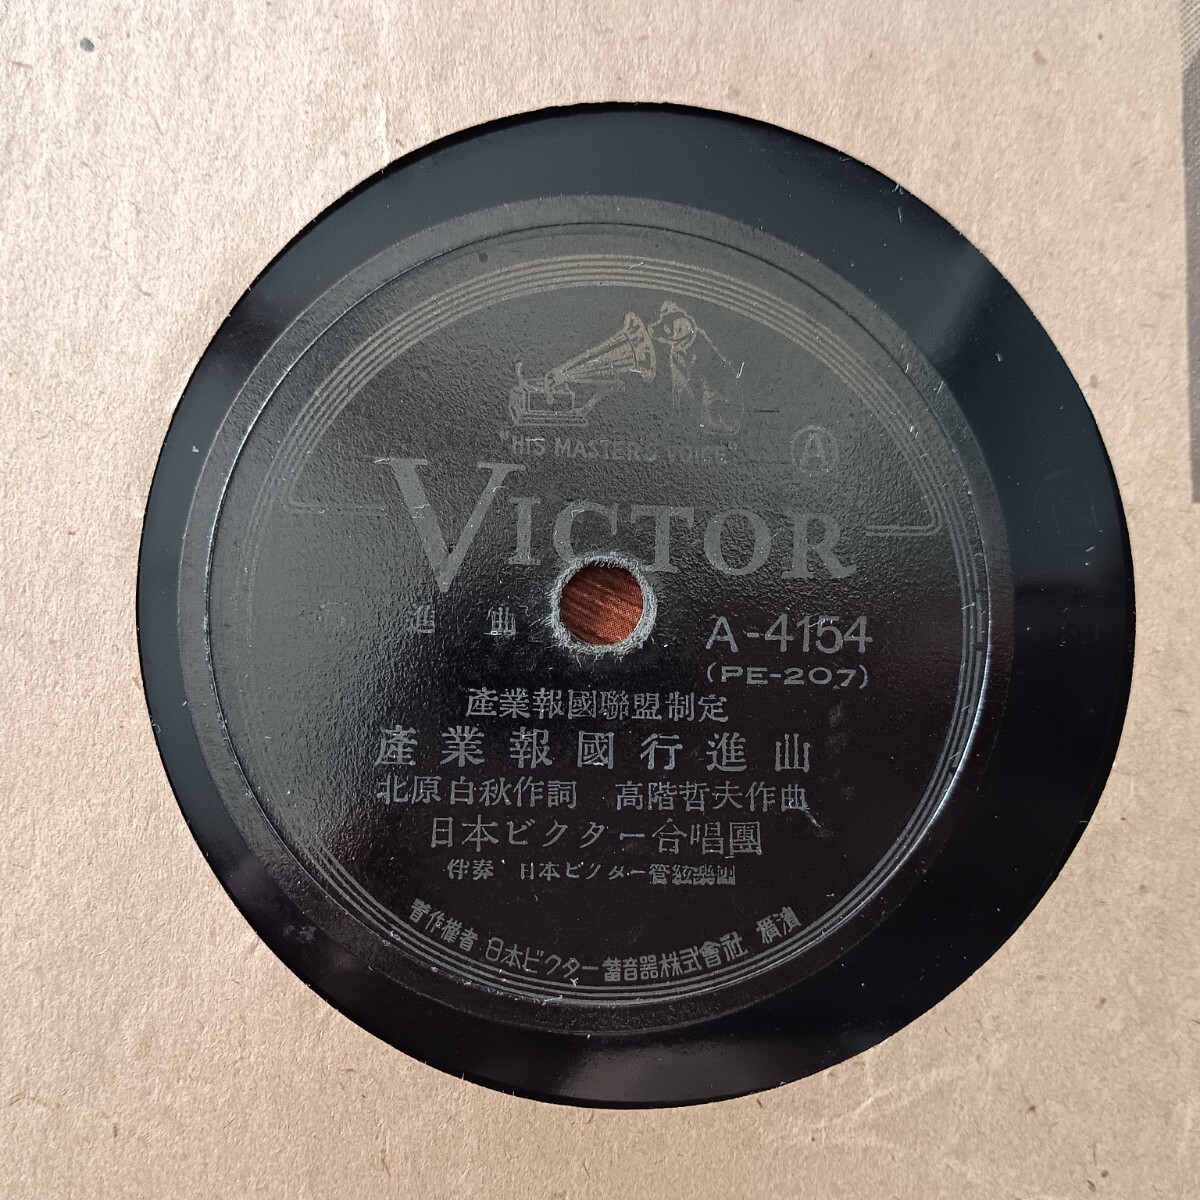 "HIS MASTER'S VOICE"
Ⓐ
VICTOR
進曲
A-4154
(PE-207)
產業報國聯盟制定
產業報國行進曲
北原白秋作詞 高階哲夫作曲
日本ビクター合唱團
伴奏 日本ビクター管絃樂團
著作權者 日本ビクター蓄音器株式會社 橫濱